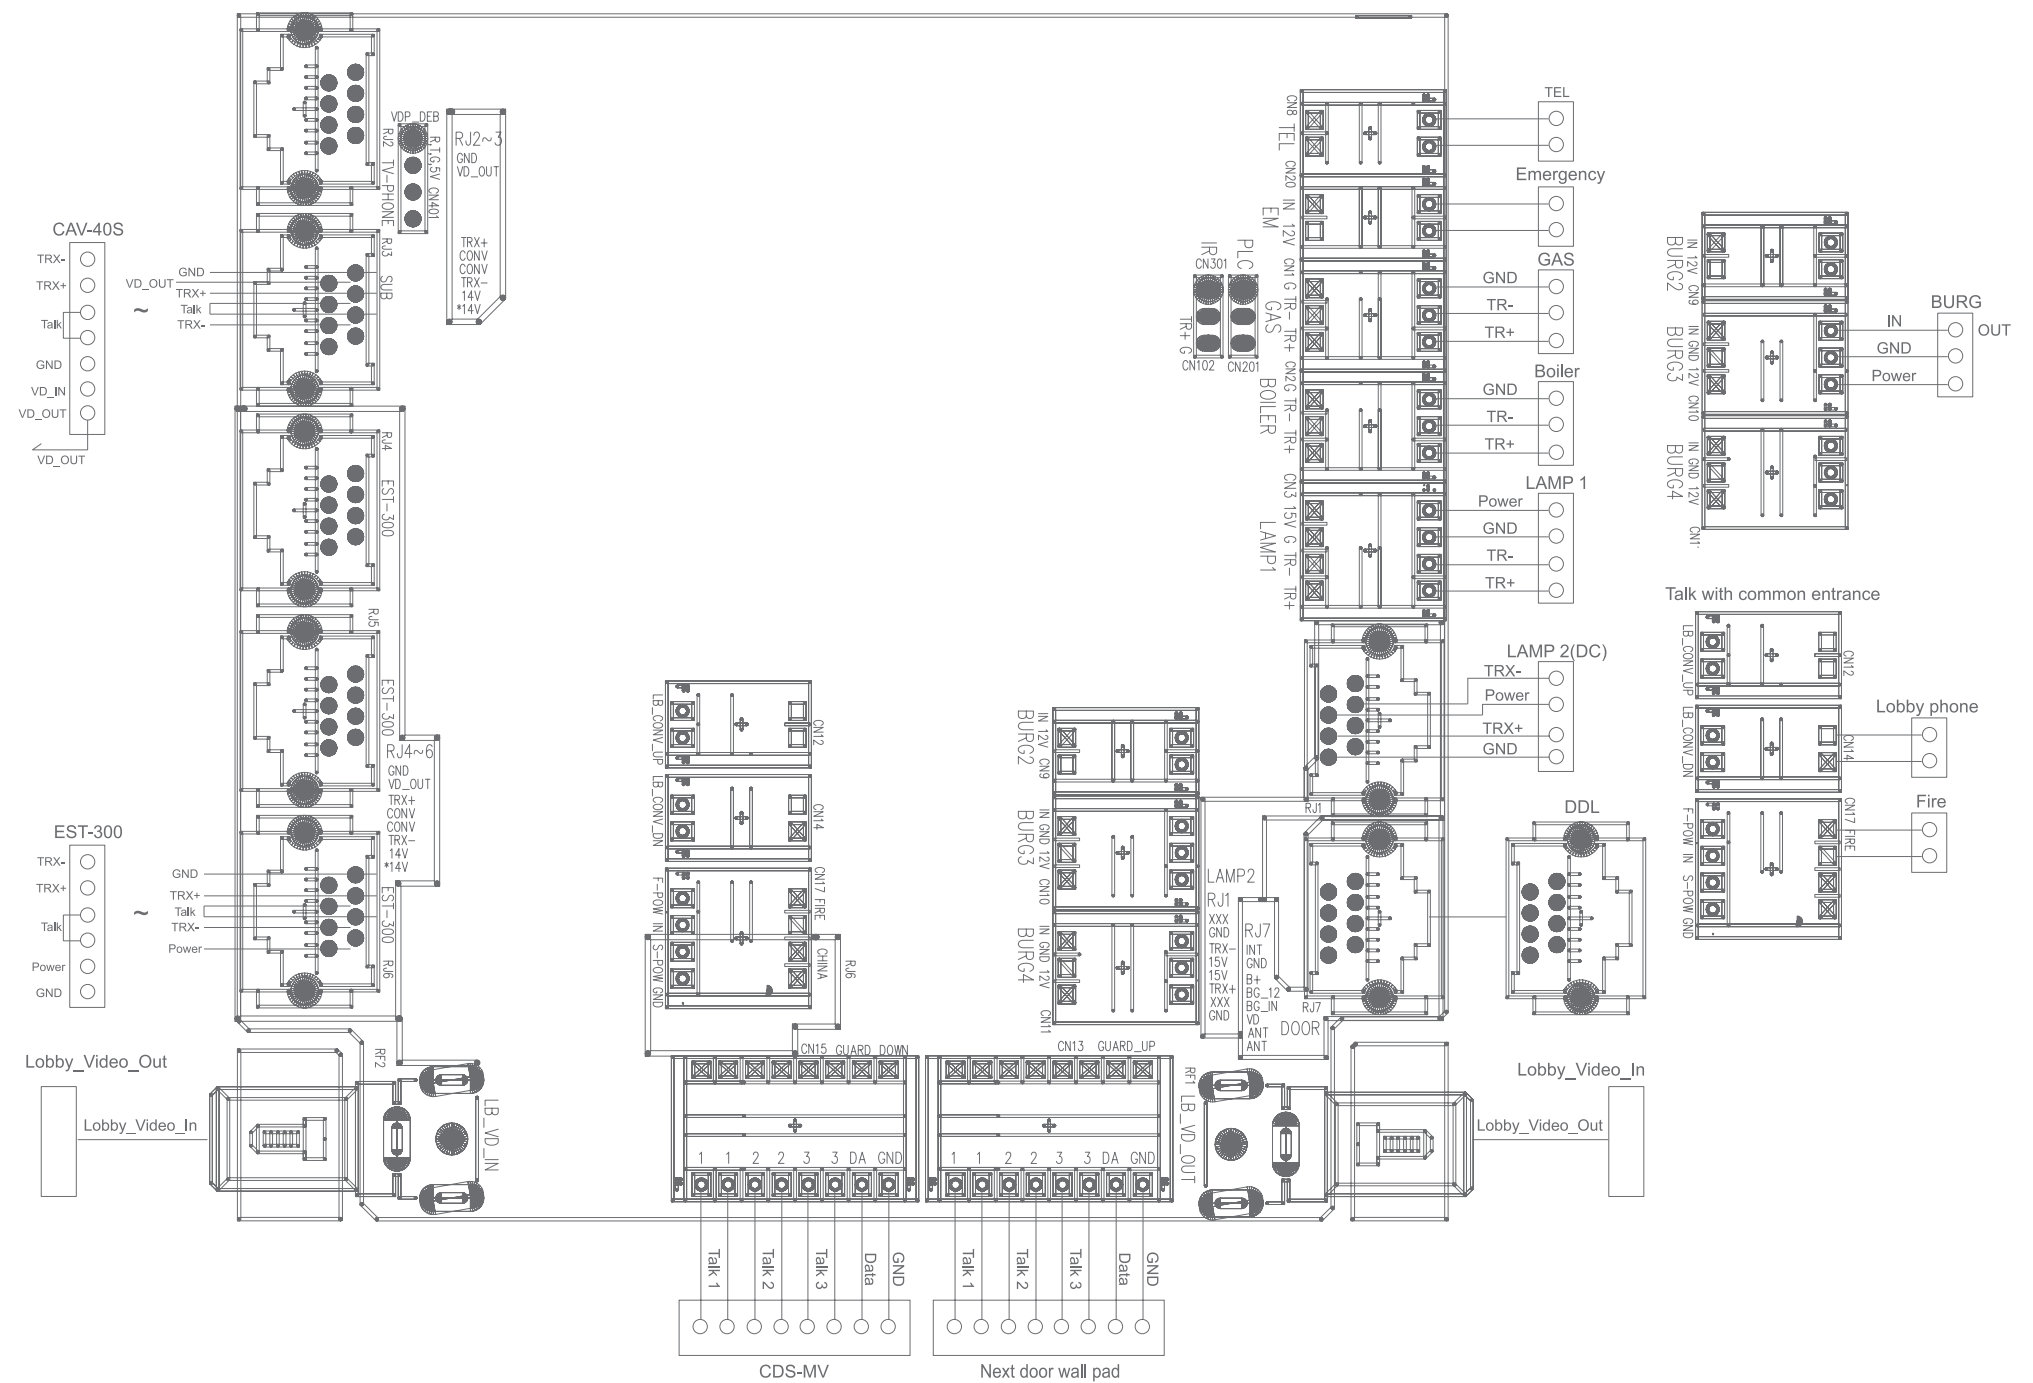 CAV-40S
TRX-
TRX+
Talk
GND
VD_IN
VD_OUT
VD_OUT
~
GND
VD_OUT
TRX+
Talk
TRX-
RJ2 TV-PHONE
VDP_DEB
R,T,G,5V CN401
RJ2~3
GND
VD_OUT
TRX+
CONV
CONV
TRX-
14V
*14V
RJ3 SUB
RJ4 EST-300
RJ5 EST-300
RJ4~6
GND
VD_OUT
TRX+
CONV
CONV
TRX-
14V
*14V
EST-300 RJ6
EST-300
TRX-
TRX+
Talk
Power
GND
~
GND
TRX+
Talk
TRX-
Power
Lobby_Video_Out
Lobby_Video_In
RF2
LB_VD_IN
LB_CONV_UP
CN12
LB_CONV_DN
CN14
F-POW IN S-POW GND
CN17 FIRE
CHINA
RJ6
CN15 GUARD DOWN
1 1 2 2 3 3 DA GND
Talk 1
Talk 2
Talk 3
Data
GND
CDS-MV
CN13 GUARD_UP
1 1 2 2 3 3 DA GND
Talk 1
Talk 2
Talk 3
Data
GND
Next door wall pad
RF1
LB_VD_OUT
Lobby_Video_In
Lobby_Video_Out
BURG2
IN 12V CN9
BURG3
IN GND 12V CN10
BURG4
IN GND 12V
CN11
LAMP2
RJ1
XXX
GND
TRX-
15V
15V
TRX+
XXX
GND
RJ7
INT
GND
B+
BG_12
BG_IN
VD
ANT
ANT
DOOR
RJ7
RJ1
IR
CN301
PLC
TR+ G
CN102
CN201
CN8
TEL
CN20
IN 12V
EM
CN1 G TR- TR+
GAS
CN2 G TR- TR+
BOILER
CN3 15V G TR- TR+
LAMP1
TEL
Emergency
GAS
GND
TR-
TR+
Boiler
GND
TR-
TR+
LAMP 1
Power
GND
TR-
TR+
LAMP 2(DC)
TRX-
Power
TRX+
GND
DDL
BURG2
IN 12V CN9
BURG3
IN GND 12V CN10
BURG4
IN GND 12V
BURG
IN
OUT
GND
Power
Talk with common entrance
LB_CONV_UP
CN12
LB_CONV_DN
CN14
F-POW IN S-POW GND
CN17 FIRE
Lobby phone
Fire